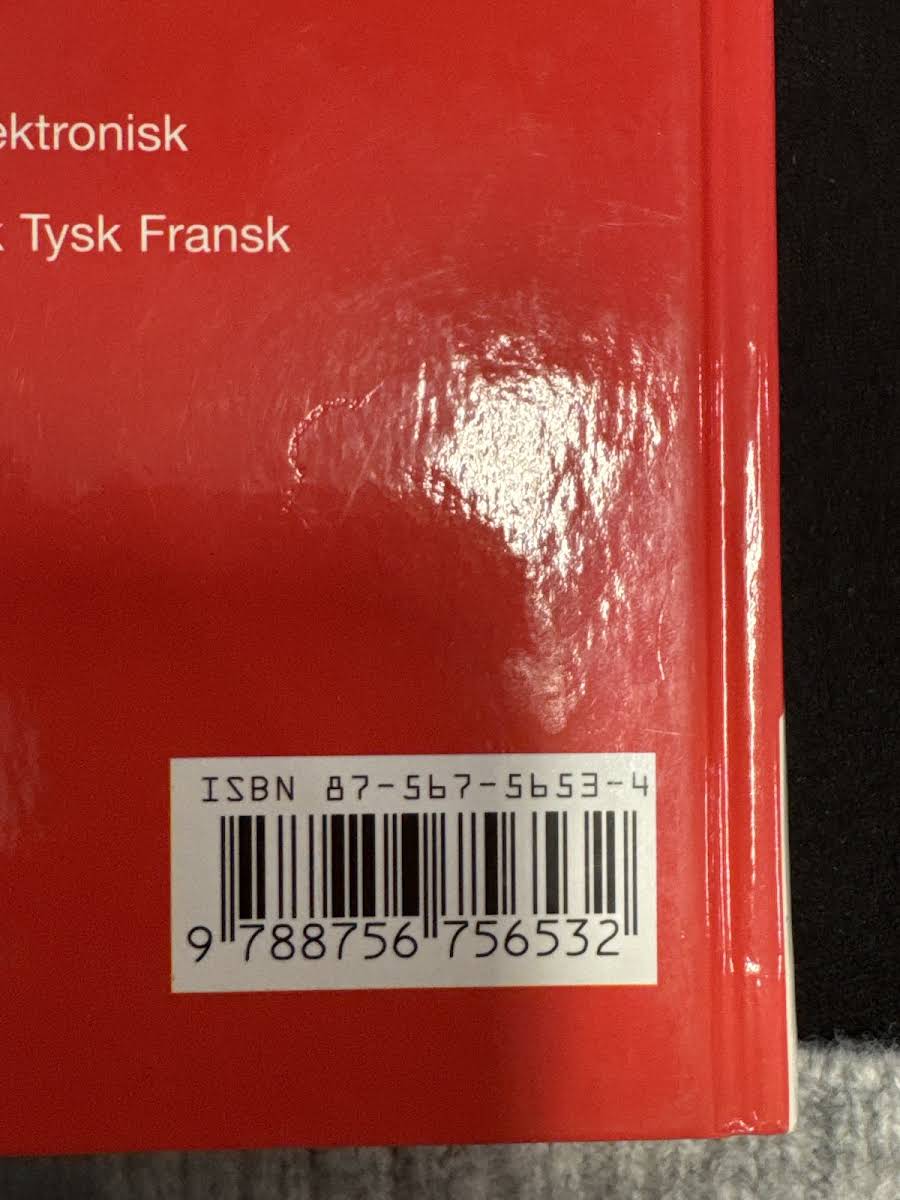 ektronisk
k Tysk Fransk
ISBN 87-567-5653-4
9 788756 756532